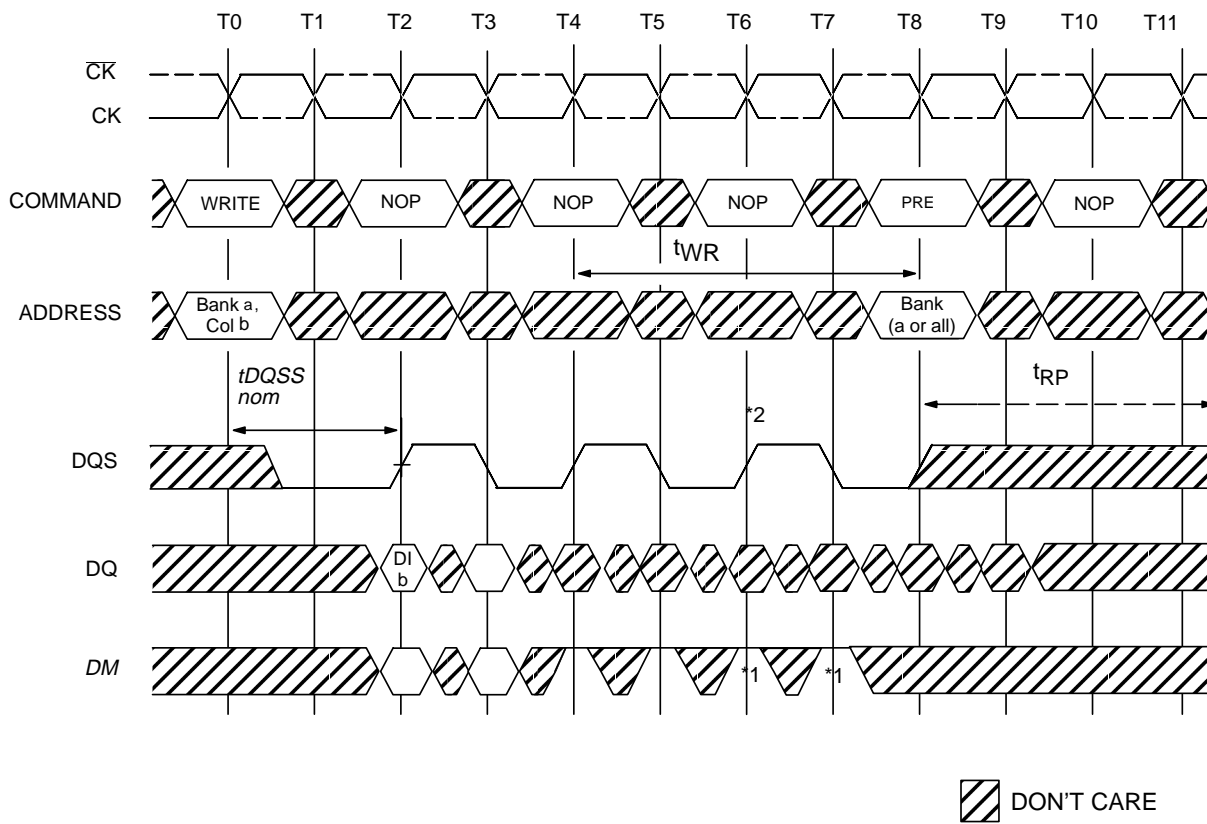 T0 T1 T2 T3 T4 T5 T6 T7 T8 T9 T10 T11
CK
CK
COMMAND WRITE NOP NOP NOP PRE NOP
tWR
ADDRESS Bank a, Col b Bank (a or all)
tDQSS
nom
tRP
*2
DQS
DQ DI b
DM *1 *1
DON'T CARE